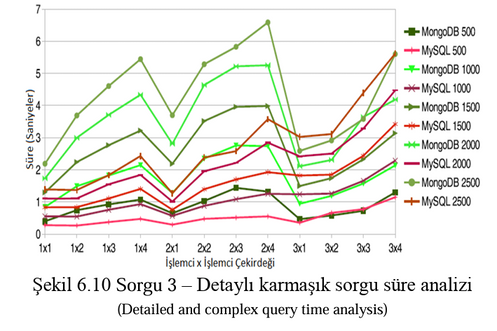 7
6
5
4
3
2
1
0
Süre (Saniyeler)
1x1 1x2 1x3 1x4 2x1 2x2 2x3 2x4 3x1 3x2 3x3 3x4
İşlemci x İşlemci Çekirdeği
MongoDB 500
MySQL 500
MongoDB 1000
MySQL 1000
MongoDB 1500
MySQL 1500
MongoDB 2000
MySQL 2000
MongoDB 2500
MySQL 2500
Şekil 6.10 Sorgu 3 – Detaylı karmaşık sorgu süre analizi
(Detailed and complex query time analysis)